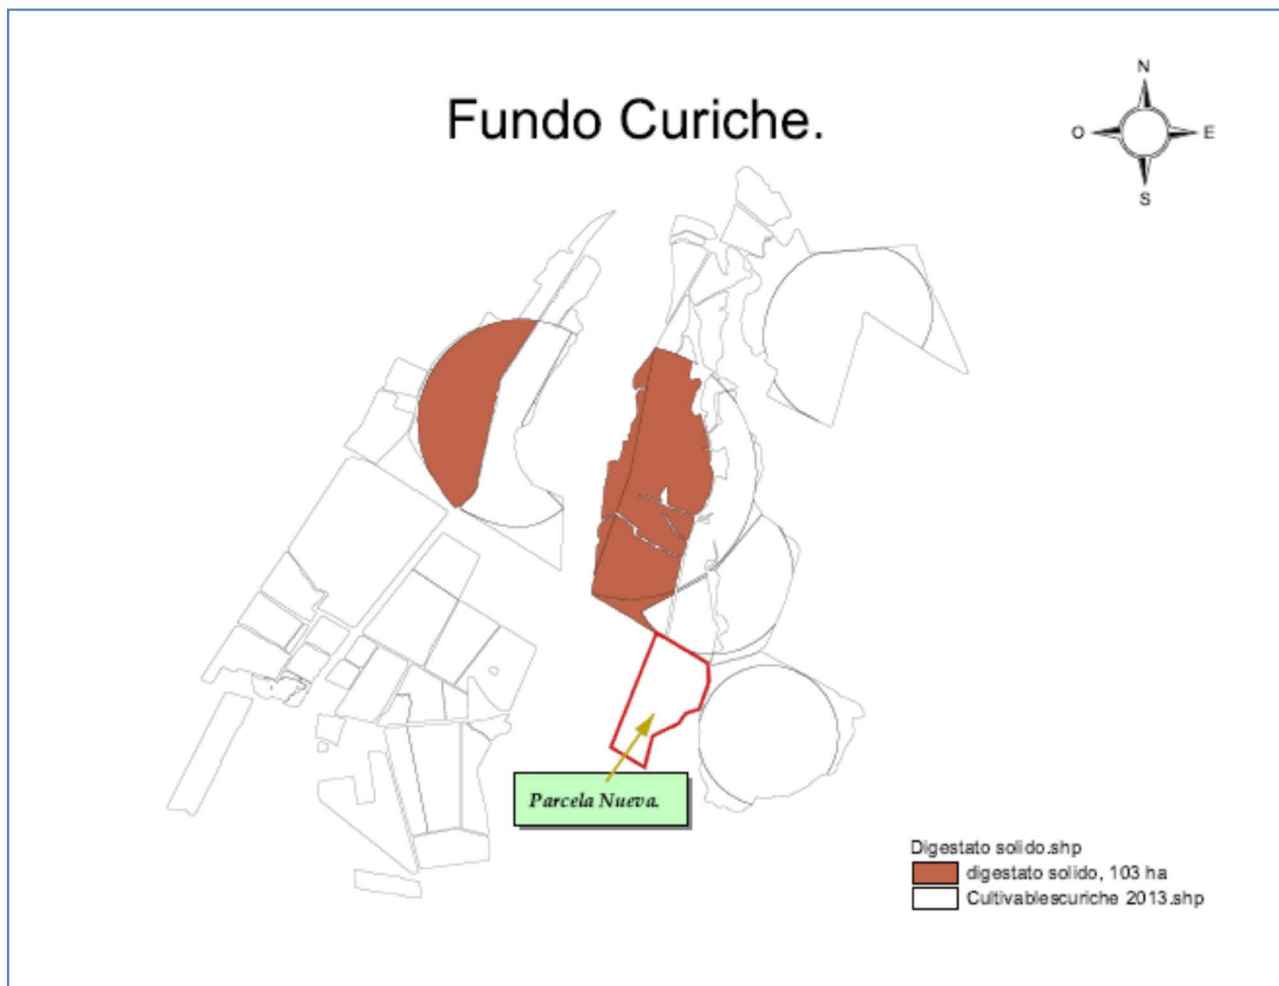 Fundo Curiche.
N
O
E
S
Parcela Nueva.
Digestato solido.shp
digestato solido, 103 ha
Cultivablescuriche 2013.shp